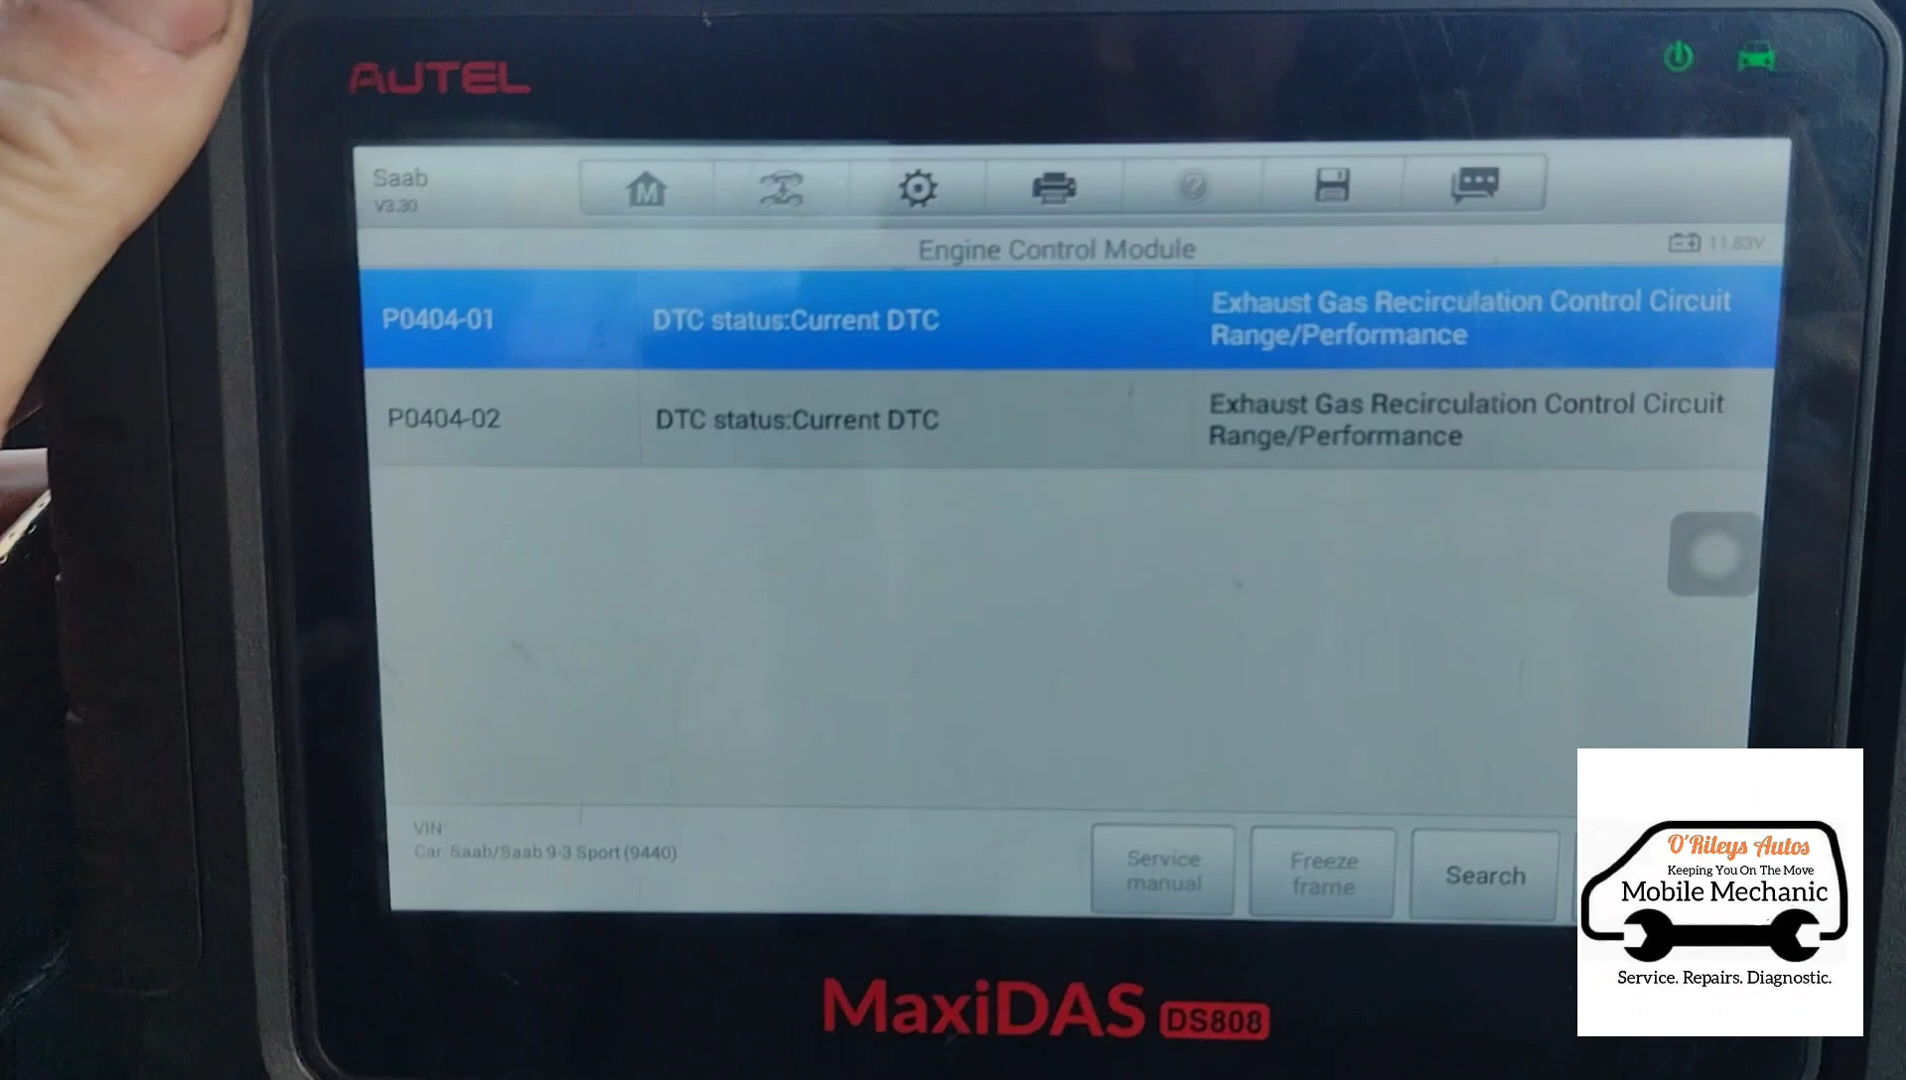 AUTEL
Saab
V3.30
M
Engine Control Module
11.83V
P0404-01 DTC status:Current DTC Exhaust Gas Recirculation Control Circuit
Range/Performance
P0404-02 DTC status:Current DTC Exhaust Gas Recirculation Control Circuit
Range/Performance
VIN:
Car: Saab/Saab 9-3 Sport (9440)
Service
manual
Freeze
frame
Search
MaxiDAS DS808
O'Rileys Autos
Keeping You On The Move
Mobile Mechanic
Service. Repairs. Diagnostic.